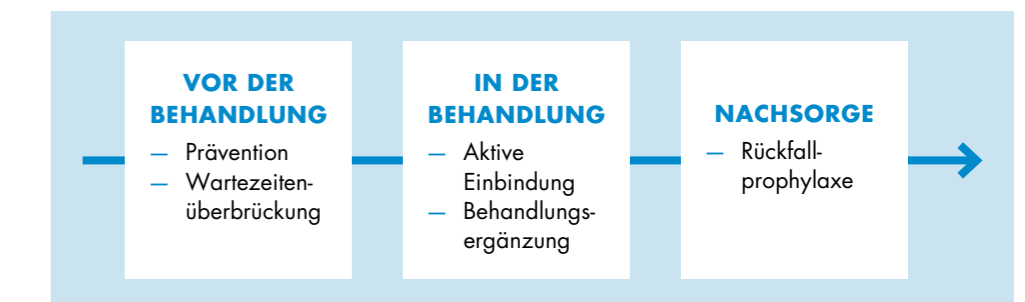 VOR DER
BEHANDLUNG
— Prävention
— Wartezeiten-
überbrückung
IN DER
BEHANDLUNG
— Aktive
Einbindung
— Behandlungs-
ergänzung
NACHSORGE
— Rückfall-
prophylaxe